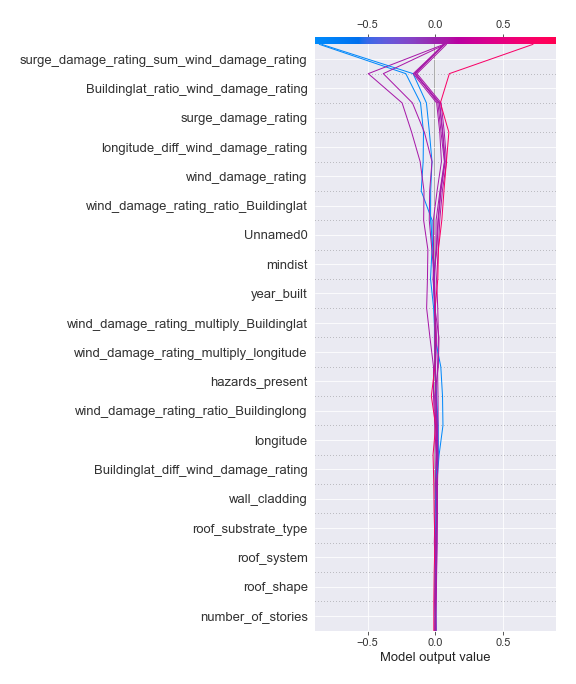 −0.5 0.0 0.5
surge_damage_rating_sum_wind_damage_rating
Buildinglat_ratio_wind_damage_rating
surge_damage_rating
longitude_diff_wind_damage_rating
wind_damage_rating
wind_damage_rating_ratio_Buildinglat
Unnamed0
mindist
year_built
wind_damage_rating_multiply_Buildinglat
wind_damage_rating_multiply_longitude
hazards_present
wind_damage_rating_ratio_Buildinglong
longitude
Buildinglat_diff_wind_damage_rating
wall_cladding
roof_substrate_type
roof_system
roof_shape
number_of_stories
−0.5 0.0 0.5
Model output value